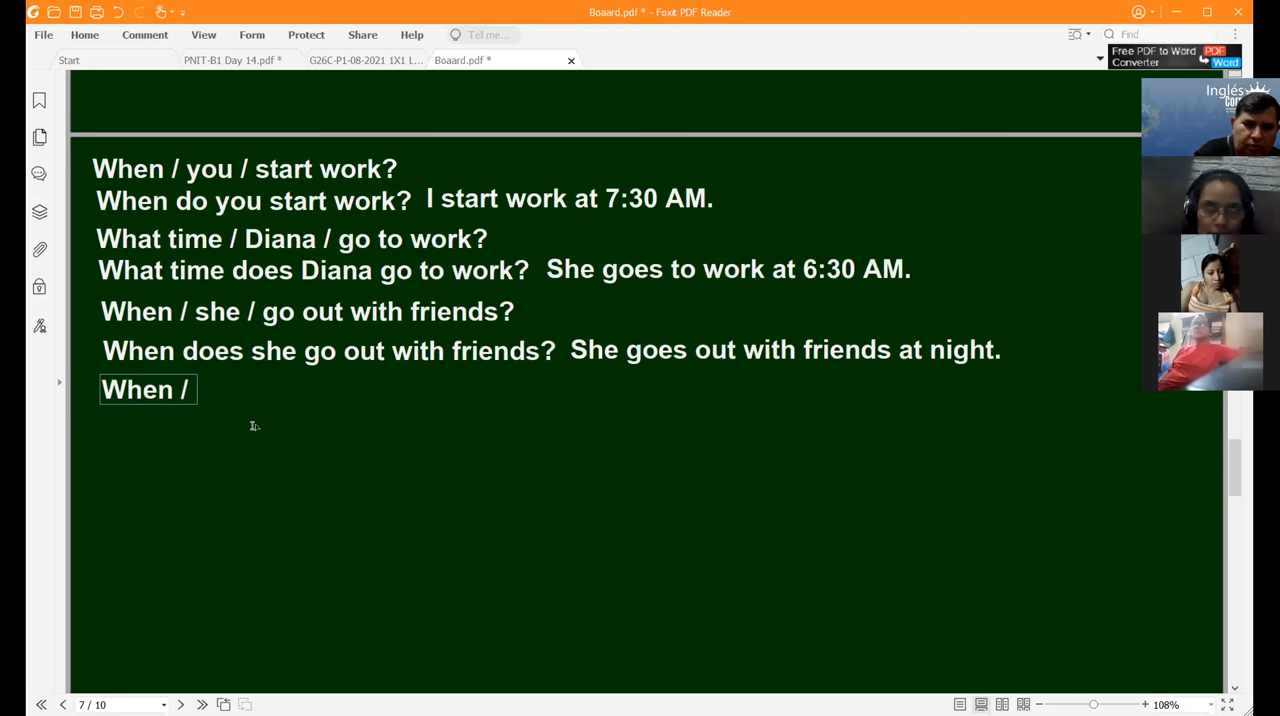 Boaard.pdf * - Foxit PDF Reader
File Home Comment View Form Protect Share Help Tell me... Find
Start PNIT-B1 Day 14.pdf * G26C-P1-08-2021 1X1 L... Boaard.pdf *
Free PDF to Word PDF
Converter Word
Inglés
When / you / start work?
When do you start work? I start work at 7:30 AM.
What time / Diana / go to work?
What time does Diana go to work? She goes to work at 6:30 AM.
When / she / go out with friends?
When does she go out with friends? She goes out with friends at night.
When /
7 / 10 108%